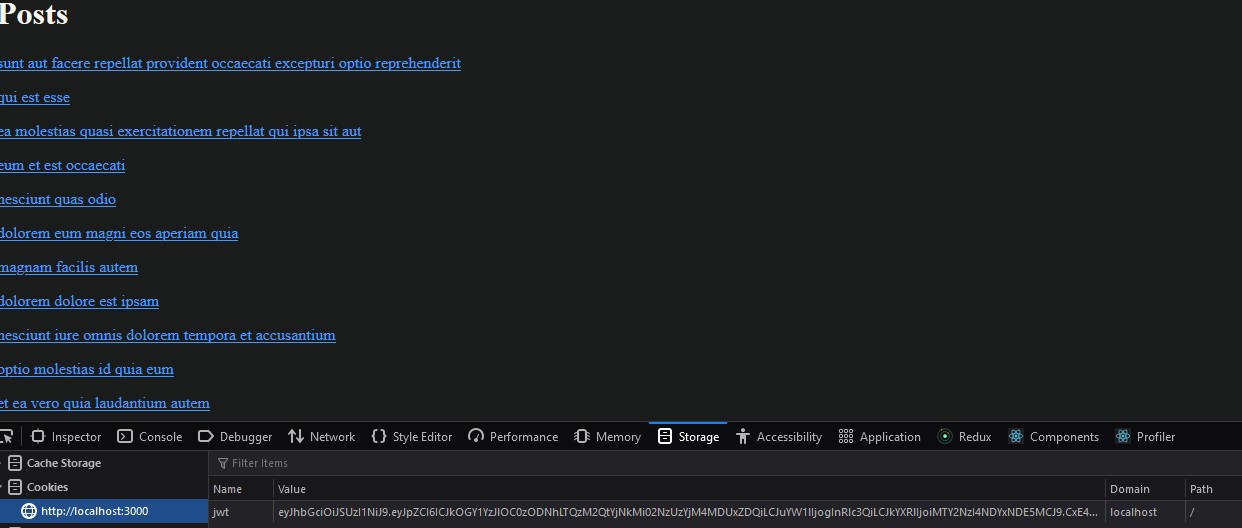 Posts
sunt aut facere repellat provident occaecati excepturi optio reprehenderit
qui est esse
ea molestias quasi exercitationem repellat qui ipsa sit aut
eum et est occaecati
nesciunt quas odio
dolorem eum magni eos aperiam quia
magnam facilis autem
dolorem dolore est ipsam
nesciunt iure omnis dolorem tempora et accusantium
optio molestias id quia eum
et ea vero quia laudantium autem
Inspector Console Debugger Network Style Editor Performance Memory Storage Accessibility Application Redux Components Profiler
Cache Storage Filter Items
Cookies Name Value Domain Path
http://localhost:3000 jwt localhost /